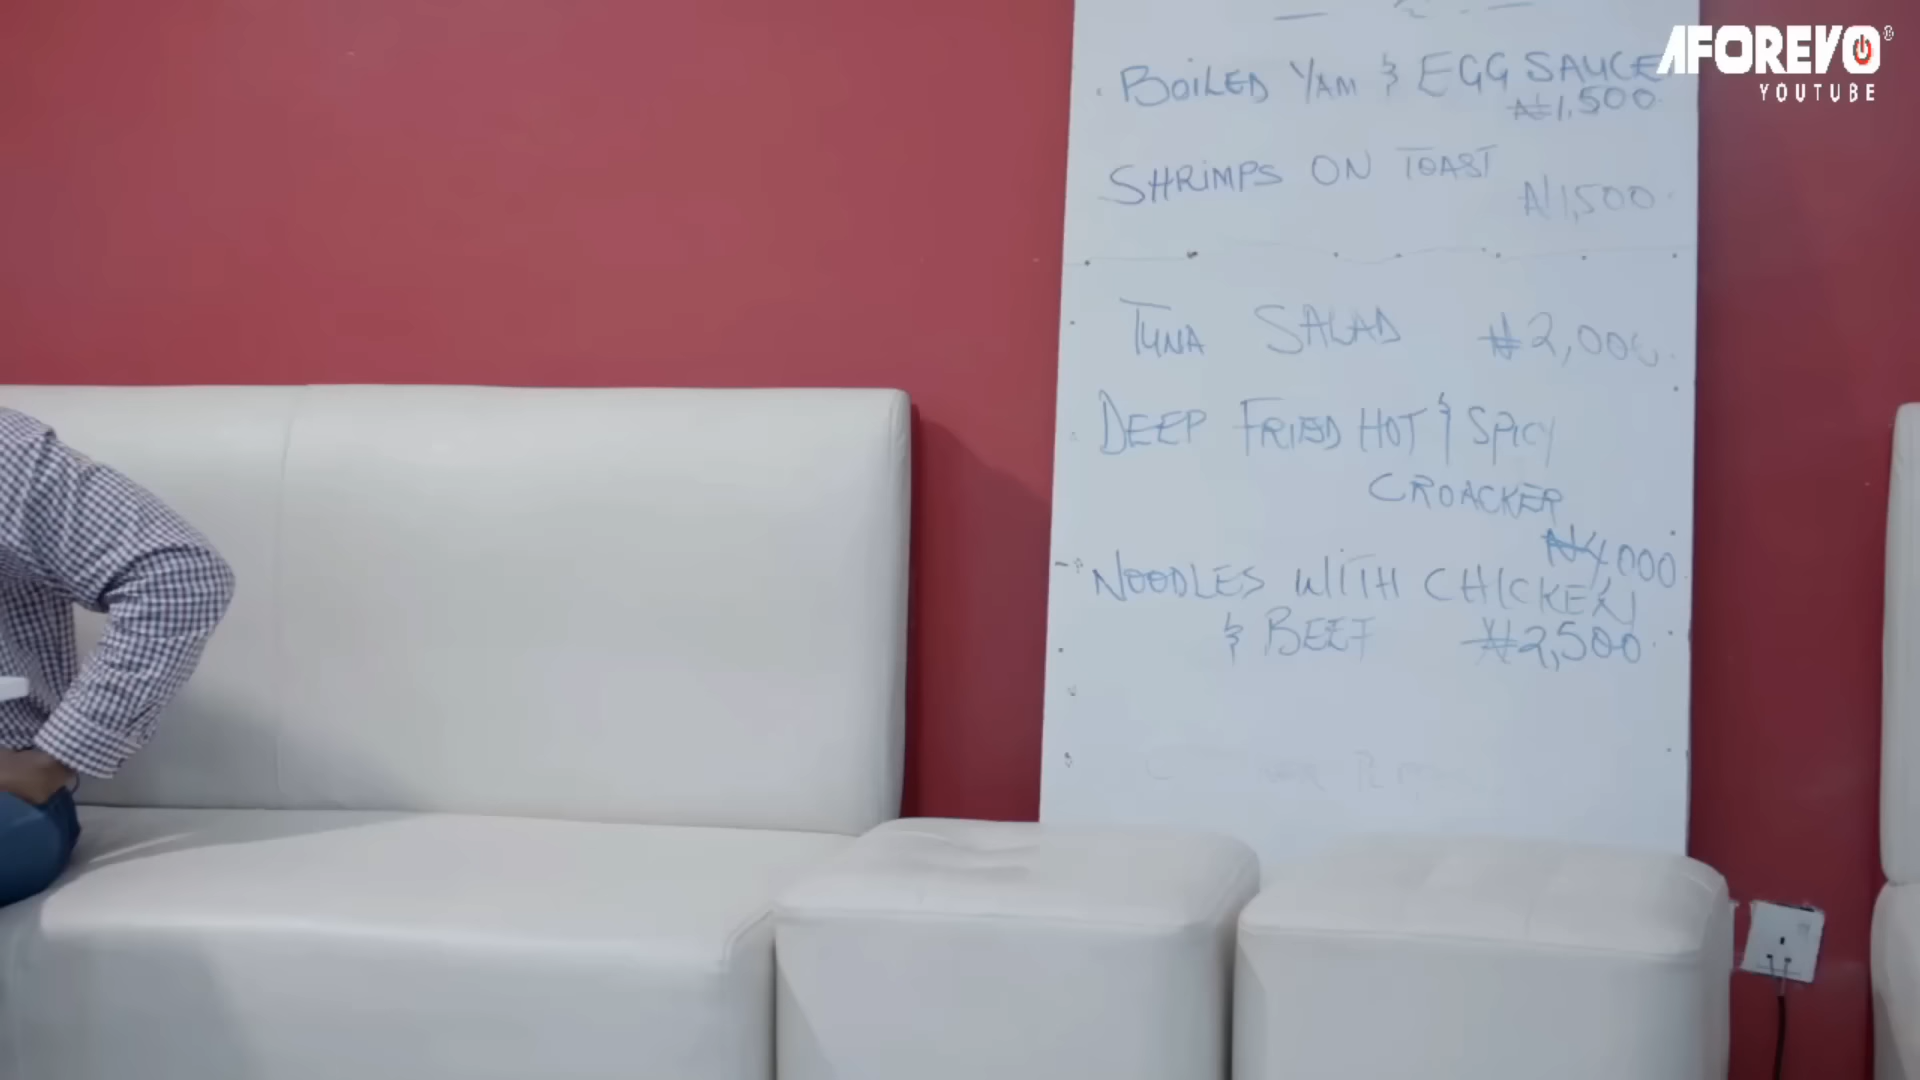 AFOREVO®
YOUTUBE
BOILED YAM & EGG SAUCE
₦1,500
SHRIMPS ON TOAST
₦1,500
TUNA SALAD ₦2,000
DEEP FRIED HOT & SPICY
CROACKER
₦4,000
NOODLES WITH CHICKEN
& BEEF ₦2,500